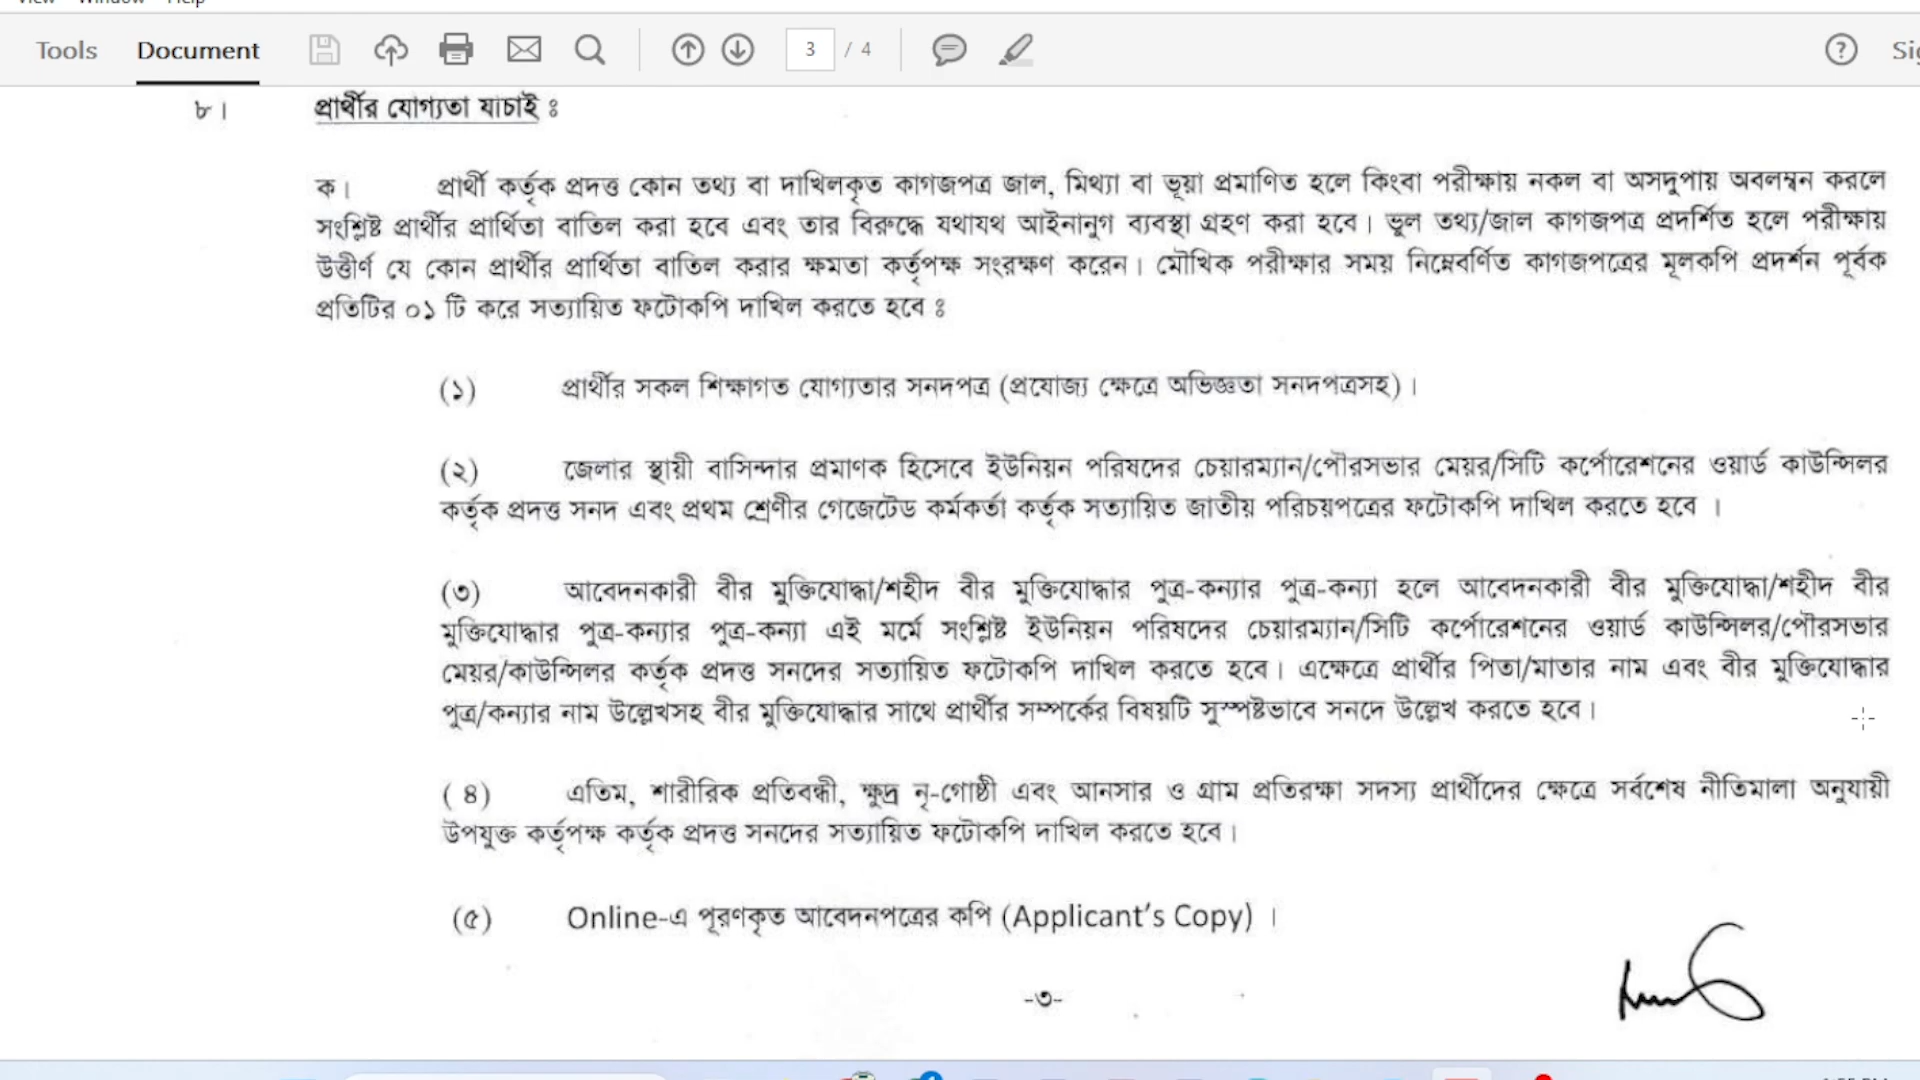 View Window Help
Tools Document 3 / 4
৮। প্রার্থীর যোগ্যতা যাচাই ঃ
ক। প্রার্থী কর্তৃক প্রদত্ত কোন তথ্য বা দাখিলকৃত কাগজপত্র জাল, মিথ্যা বা ভূয়া প্রমাণিত হলে কিংবা পরীক্ষায় নকল বা অসদুপায় অবলম্বন করলে
সংশ্লিষ্ট প্রার্থীর প্রার্থিতা বাতিল করা হবে এবং তার বিরুদ্ধে যথাযথ আইনানুগ ব্যবস্থা গ্রহণ করা হবে। ভুল তথ্য/জাল কাগজপত্র প্রদর্শিত হলে পরীক্ষায়
উত্তীর্ণ যে কোন প্রার্থীর প্রার্থিতা বাতিল করার ক্ষমতা কর্তৃপক্ষ সংরক্ষণ করেন। মৌখিক পরীক্ষার সময় নিম্নেবর্ণিত কাগজপত্রের মূলকপি প্রদর্শন পূর্বক
প্রতিটির ০১ টি করে সত্যায়িত ফটোকপি দাখিল করতে হবে ঃ
(১) প্রার্থীর সকল শিক্ষাগত যোগ্যতার সনদপত্র (প্রযোজ্য ক্ষেত্রে অভিজ্ঞতা সনদপত্রসহ)।
(২) জেলার স্থায়ী বাসিন্দার প্রমাণক হিসেবে ইউনিয়ন পরিষদের চেয়ারম্যান/পৌরসভার মেয়র/সিটি কর্পোরেশনের ওয়ার্ড কাউন্সিলর
কর্তৃক প্রদত্ত সনদ এবং প্রথম শ্রেণীর গেজেটেড কর্মকর্তা কর্তৃক সত্যায়িত জাতীয় পরিচয়পত্রের ফটোকপি দাখিল করতে হবে ।
(৩) আবেদনকারী বীর মুক্তিযোদ্ধা/শহীদ বীর মুক্তিযোদ্ধার পুত্র-কন্যার পুত্র-কন্যা হলে আবেদনকারী বীর মুক্তিযোদ্ধা/শহীদ বীর
মুক্তিযোদ্ধার পুত্র-কন্যার পুত্র-কন্যা এই মর্মে সংশ্লিষ্ট ইউনিয়ন পরিষদের চেয়ারম্যান/সিটি কর্পোরেশনের ওয়ার্ড কাউন্সিলর/পৌরসভার
মেয়র/কাউন্সিলর কর্তৃক প্রদত্ত সনদের সত্যায়িত ফটোকপি দাখিল করতে হবে। এক্ষেত্রে প্রার্থীর পিতা/মাতার নাম এবং বীর মুক্তিযোদ্ধার
পুত্র/কন্যার নাম উল্লেখসহ বীর মুক্তিযোদ্ধার সাথে প্রার্থীর সম্পর্কের বিষয়টি সুস্পষ্টভাবে সনদে উল্লেখ করতে হবে।
( ৪) এতিম, শারীরিক প্রতিবন্ধী, ক্ষুদ্র নৃ-গোষ্ঠী এবং আনসার ও গ্রাম প্রতিরক্ষা সদস্য প্রার্থীদের ক্ষেত্রে সর্বশেষ নীতিমালা অনুযায়ী
উপযুক্ত কর্তৃপক্ষ কর্তৃক প্রদত্ত সনদের সত্যায়িত ফটোকপি দাখিল করতে হবে।
(৫) Online-এ পূরণকৃত আবেদনপত্রের কপি (Applicant's Copy) ।
-৩-